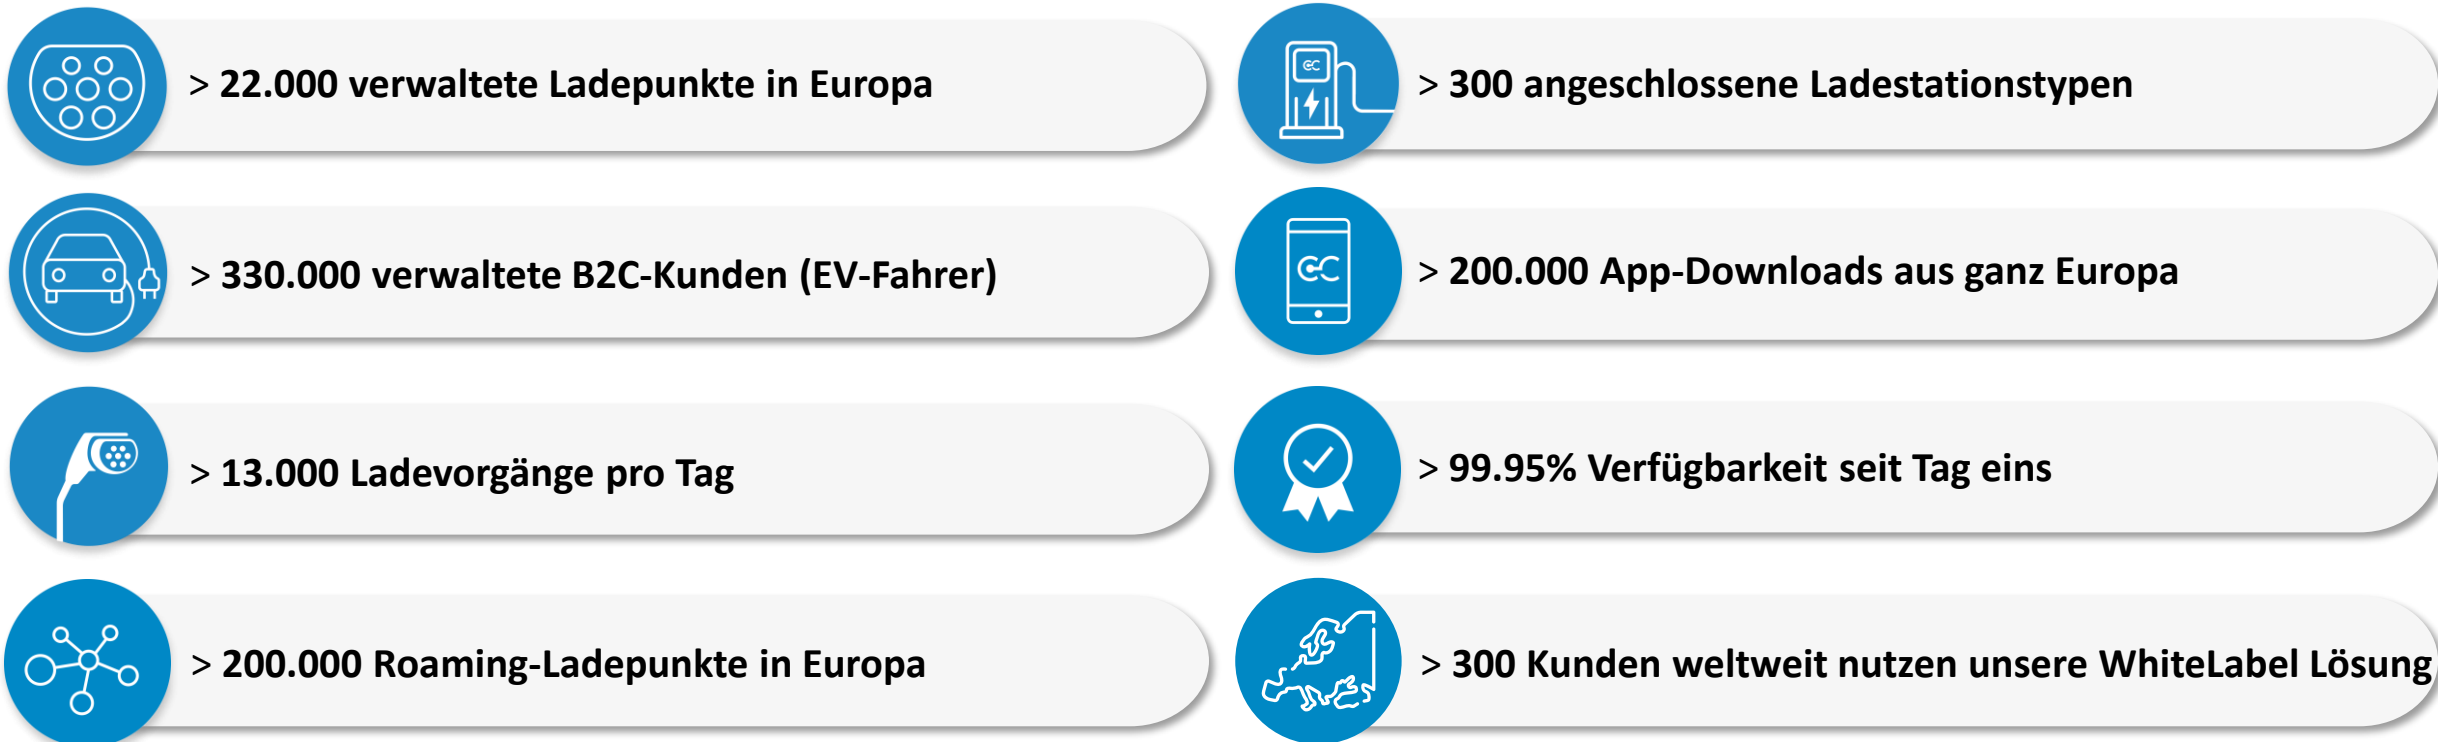 > 22.000 verwaltete Ladepunkte in Europa
> 330.000 verwaltete B2C-Kunden (EV-Fahrer)
> 13.000 Ladevorgänge pro Tag
> 200.000 Roaming-Ladepunkte in Europa
> 300 angeschlossene Ladestationstypen
> 200.000 App-Downloads aus ganz Europa
> 99.95% Verfügbarkeit seit Tag eins
> 300 Kunden weltweit nutzen unsere WhiteLabel Lösung